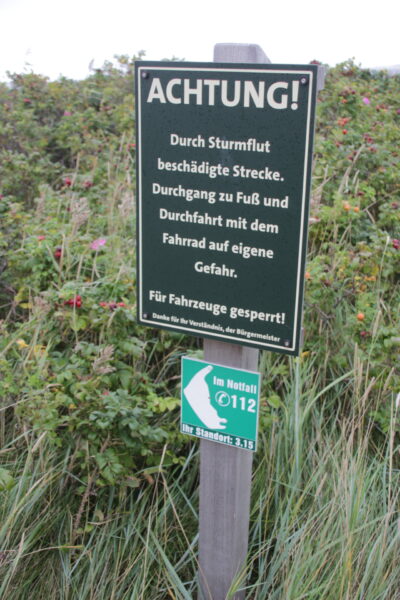 ACHTUNG!
Durch Sturmflut
beschädigte Strecke.
Durchgang zu Fuß und
Durchfahrt mit dem
Fahrrad auf eigene
Gefahr.
Für Fahrzeuge gesperrt!
Danke für Ihr Verständnis, der Bürgermeister
Im Notfall
112
Ihr Standort: 3.15